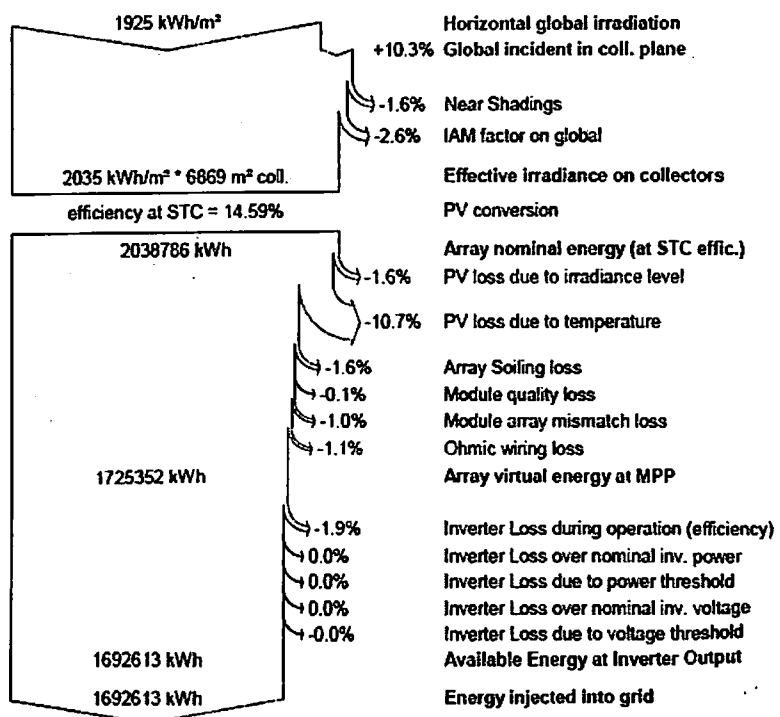 1925 kWh/m² Horizontal global irradiation
+10.3% Global incident in coll. plane
-1.6% Near Shadings
-2.6% IAM factor on global
2035 kWh/m² * 6869 m² coll. Effective irradiance on collectors
efficiency at STC = 14.59% PV conversion
2038786 kWh Array nominal energy (at STC effic.)
-1.6% PV loss due to irradiance level
-10.7% PV loss due to temperature
-1.6% Array Soiling loss
-0.1% Module quality loss
-1.0% Module array mismatch loss
-1.1% Ohmic wiring loss
1725352 kWh Array virtual energy at MPP
-1.9% Inverter Loss during operation (efficiency)
0.0% Inverter Loss over nominal inv. power
0.0% Inverter Loss due to power threshold
0.0% Inverter Loss over nominal inv. voltage
-0.0% Inverter Loss due to voltage threshold
1692613 kWh Available Energy at Inverter Output
1692613 kWh Energy injected into grid